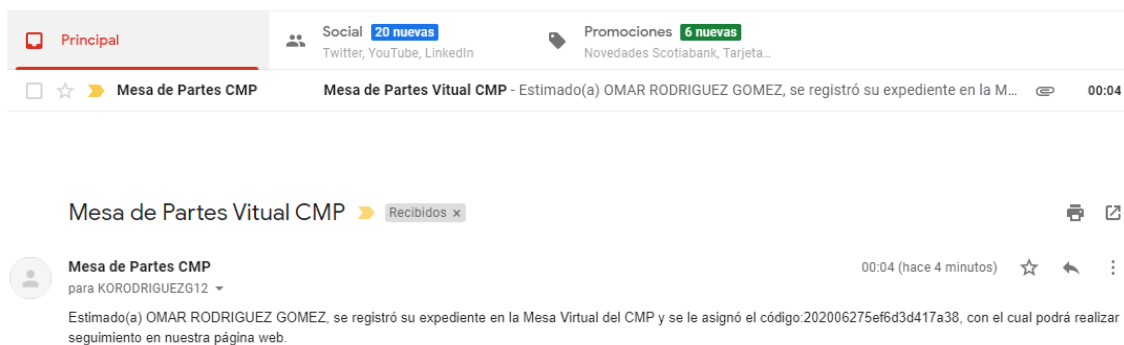 Principal
Social 20 nuevas
Twitter, YouTube, LinkedIn
Promociones 6 nuevas
Novedades Scotiabank, Tarjeta...
Mesa de Partes CMP Mesa de Partes Vitual CMP - Estimado(a) OMAR RODRIGUEZ GOMEZ, se registró su expediente en la M... 00:04
Mesa de Partes Vitual CMP Recibidos x
Mesa de Partes CMP 00:04 (hace 4 minutos)
para KORODRIGUEZG12
Estimado(a) OMAR RODRIGUEZ GOMEZ, se registró su expediente en la Mesa Virtual del CMP y se le asignó el código:202006275ef6d3d417a38, con el cual podrá realizar
seguimiento en nuestra página web.